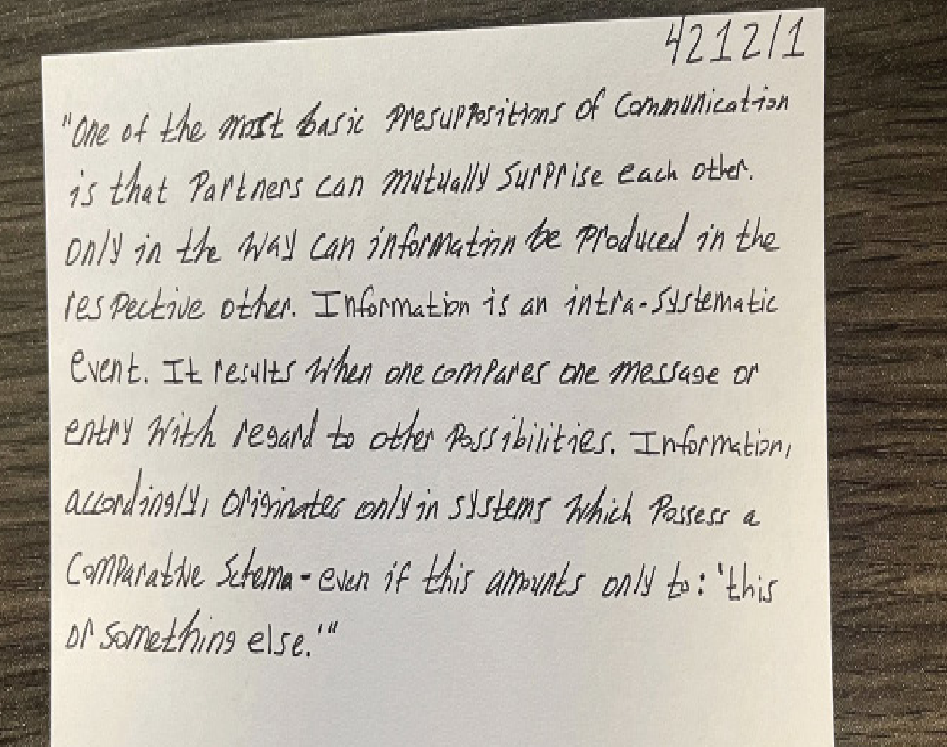 4212/1
"One of the most basic presuppositions of communication
is that partners can mutually surprise each other.
only in the way can information be produced in the
respective other. Information is an intra-systematic
event. It results when one compares one message or
entry with regard to other possibilities. Information,
accordingly, originates only in systems which possess a
comparative schema - even if this amounts only to: 'this
or something else.'"